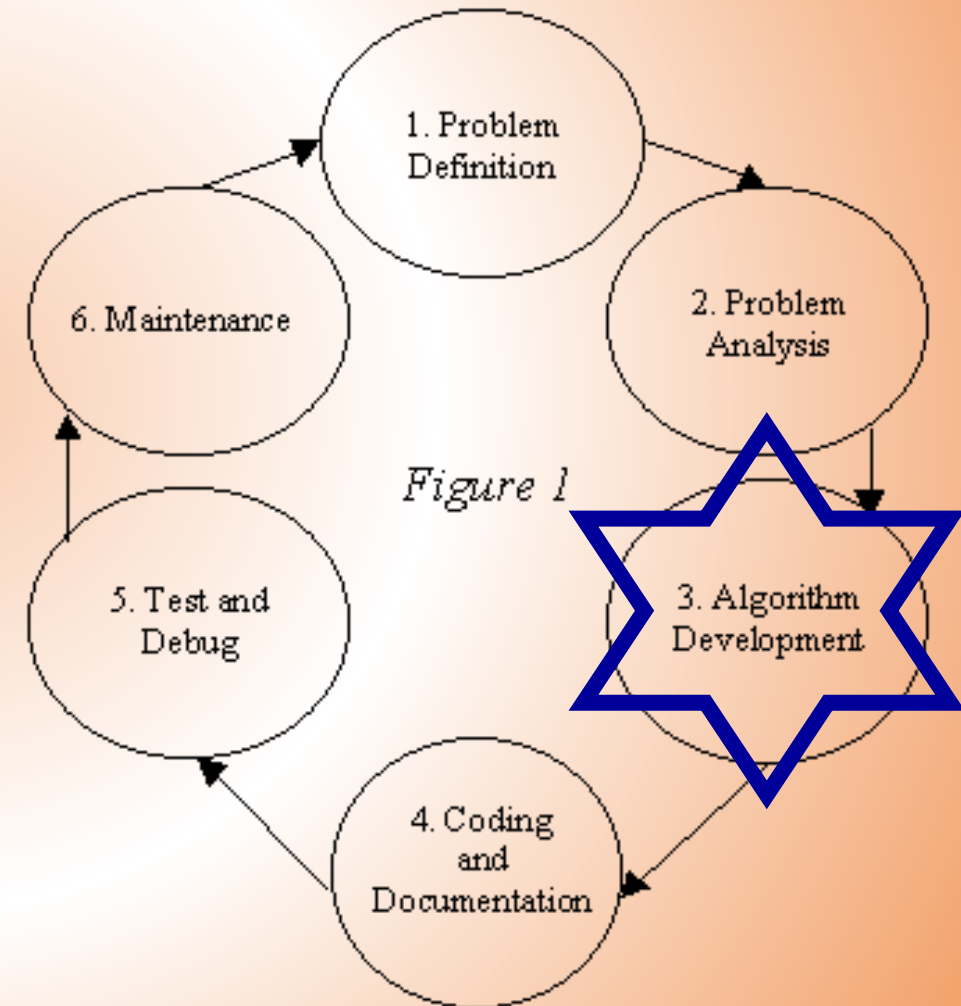 1. Problem
Definition
2. Problem
Analysis
3. Algorithm
Development
4. Coding
and
Documentation
5. Test and
Debug
6. Maintenance
Figure 1